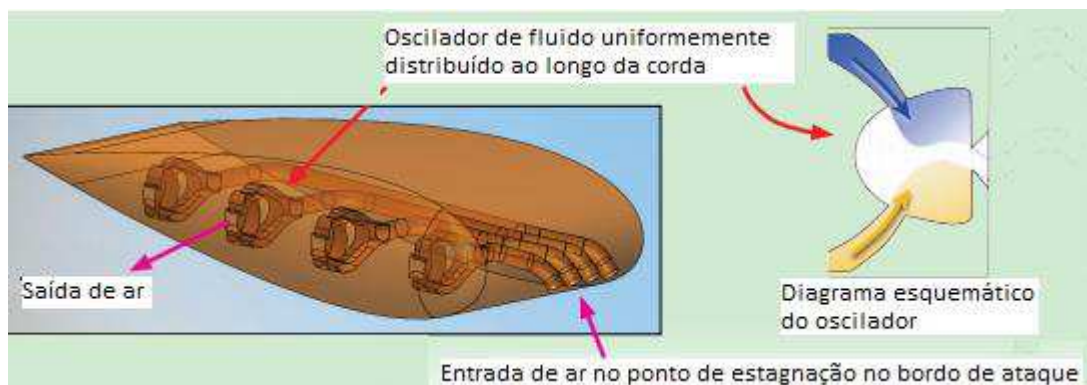 Oscilador de fluido uniformemente
distribuído ao longo da corda
Saída de ar
Diagrama esquemático
do oscilador
Entrada de ar no ponto de estagnação no bordo de ataque